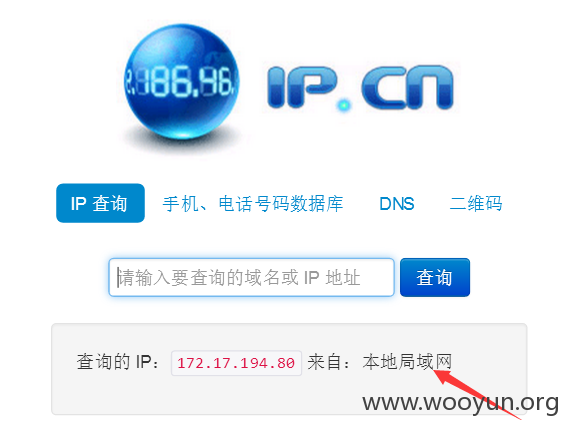 2.186.46.
IP.CN
IP 查询 手机、电话号码数据库 DNS 二维码
请输入要查询的域名或 IP 地址 查询
查询的 IP： 172.17.194.80 来自：本地局域网
www.wooyun.org